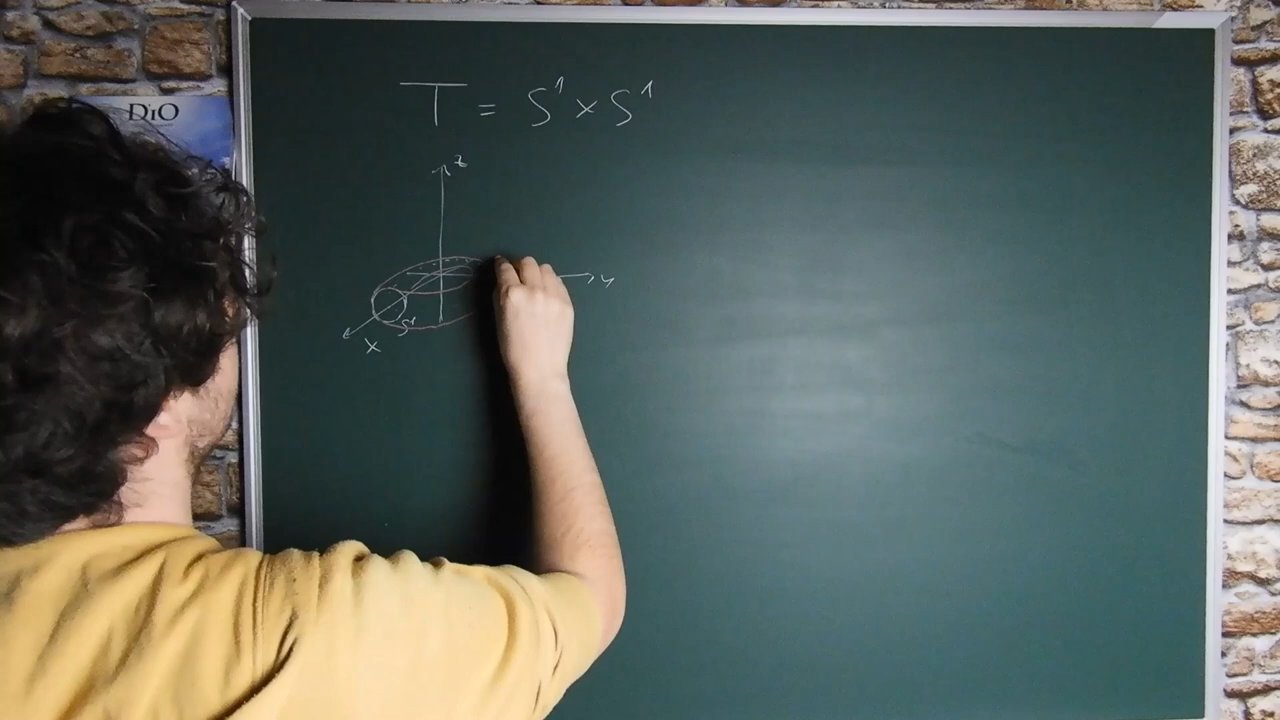 DiO
T = S¹ × S¹
z
y
S¹
x